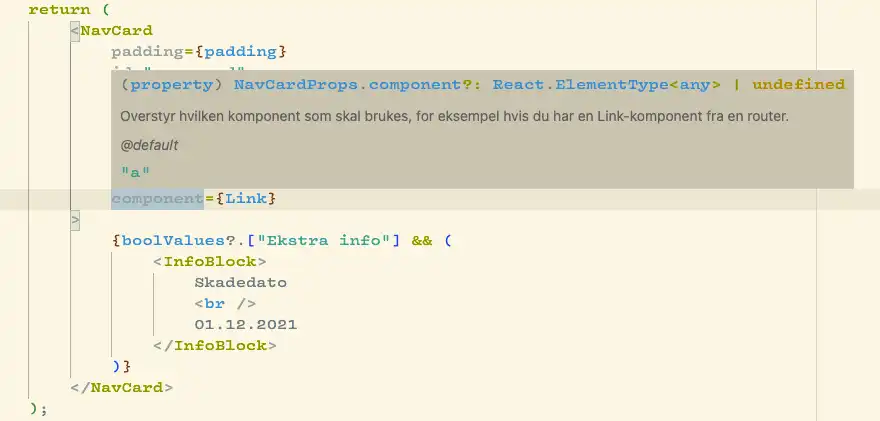 return (
<NavCard
padding={padding}
(property) NavCardProps.component?: React.ElementType<any> | undefined
Overstyr hvilken komponent som skal brukes, for eksempel hvis du har en Link-komponent fra en router.
@default
"a"
component={Link}
>
{boolValues?.["Ekstra info"] && (
<InfoBlock>
Skadedato
<br />
01.12.2021
</InfoBlock>
)}
</NavCard>
);